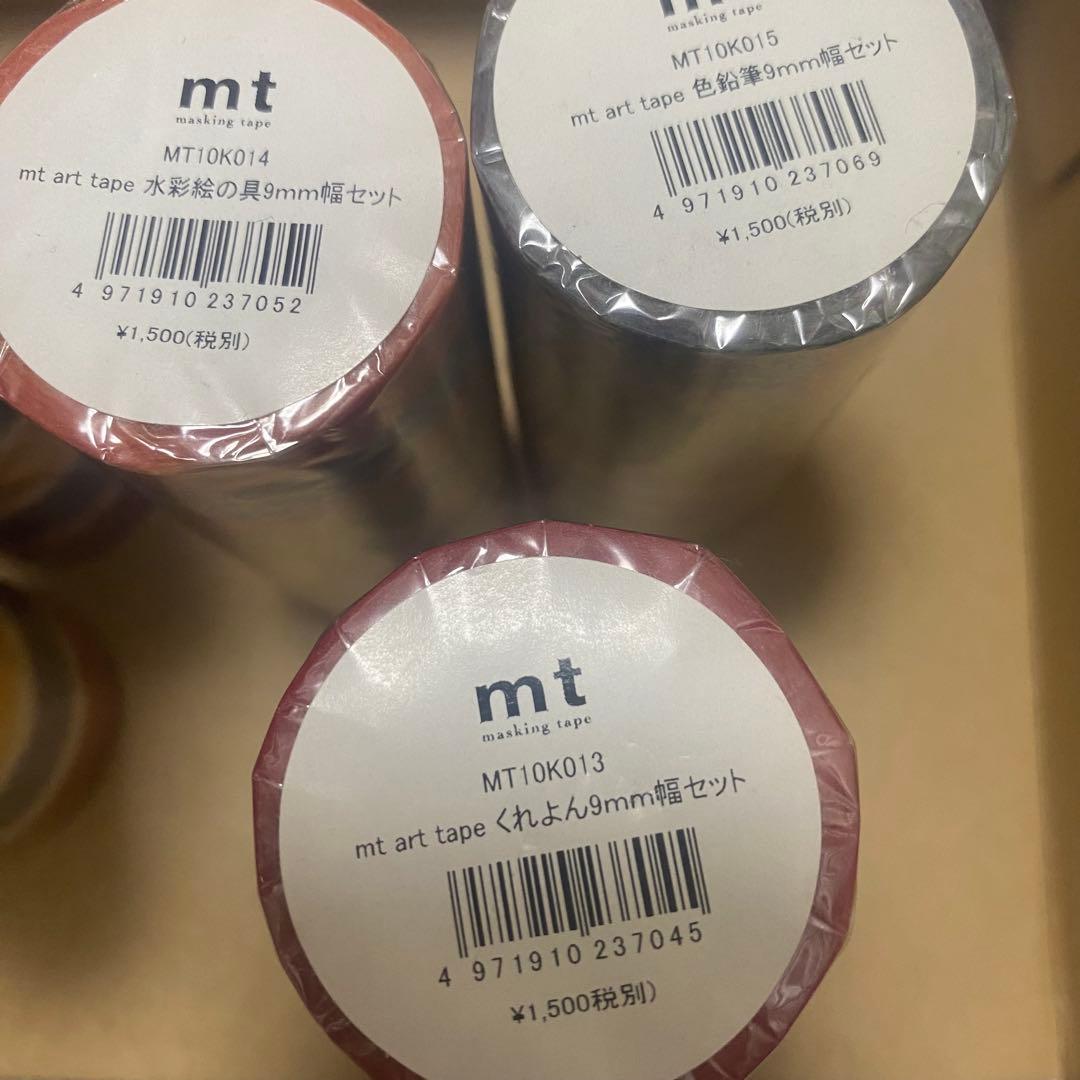 mt
masking tape
MT10K014
mt art tape 水彩絵の具9mm幅セット
4 971910 237052
¥1,500(税別)
mt
masking tape
MT10K015
mt art tape 色鉛筆9mm幅セット
4 971910 237069
¥1,500(税別)
mt
masking tape
MT10K013
mt art tape くれよん9mm幅セット
4 971910 237045
¥1,500税別)